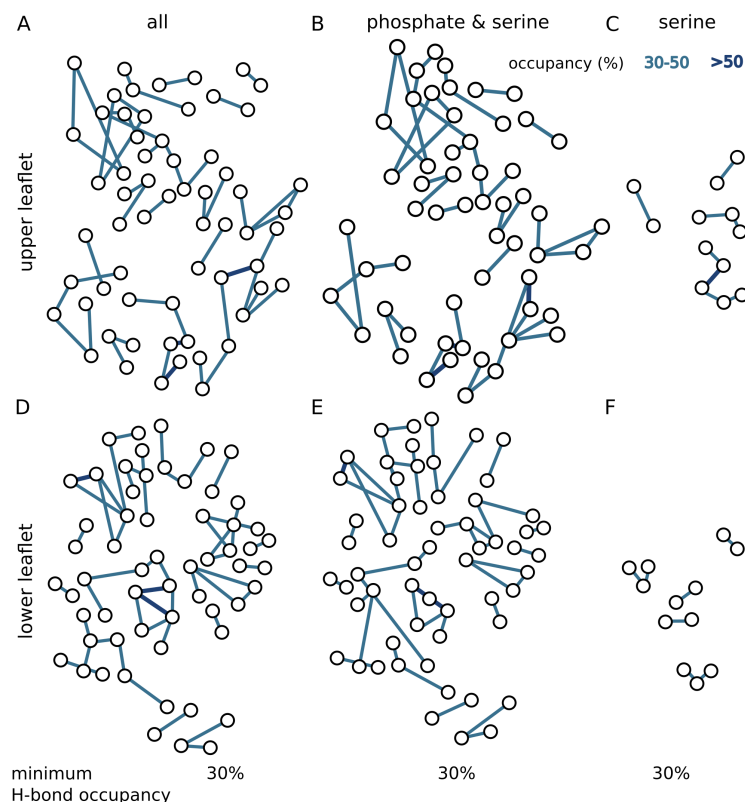 A all B phosphate & serine C serine
occupancy (%) 30-50 >50
upper leaflet
D E F
lower leaflet
minimum 30% 30% 30%
H-bond occupancy